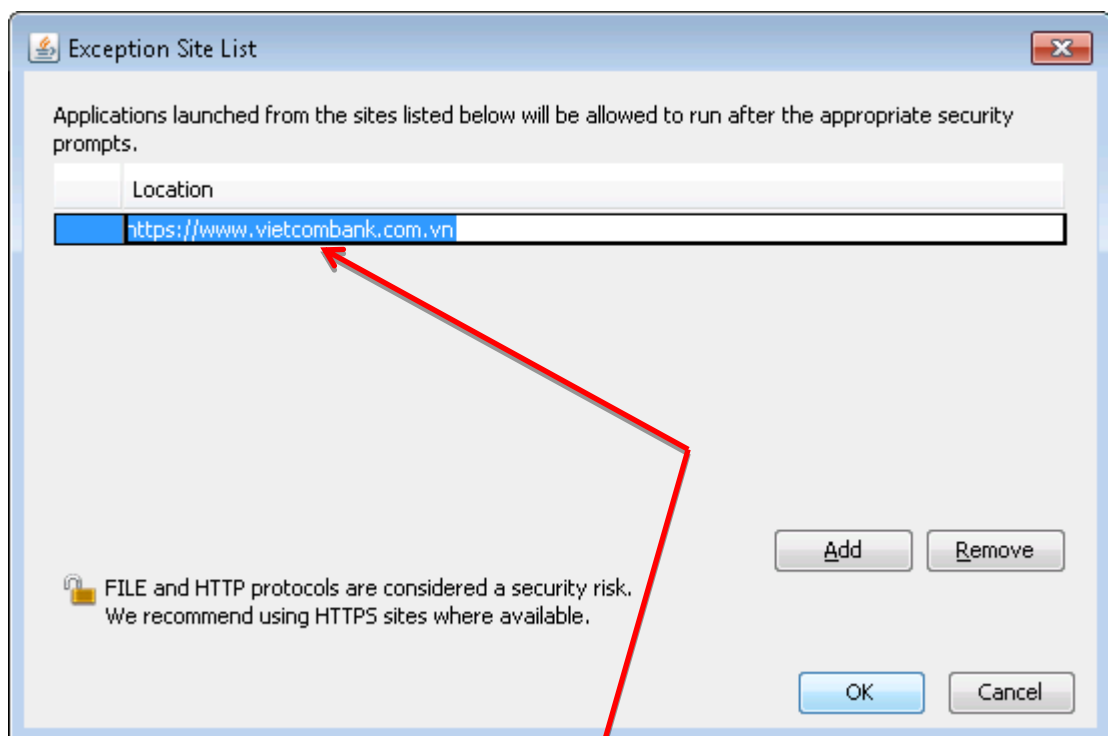 Exception Site List
Applications launched from the sites listed below will be allowed to run after the appropriate security
prompts.
Location
https://www.vietcombank.com.vn
Add
Remove
FILE and HTTP protocols are considered a security risk.
We recommend using HTTPS sites where available.
OK
Cancel